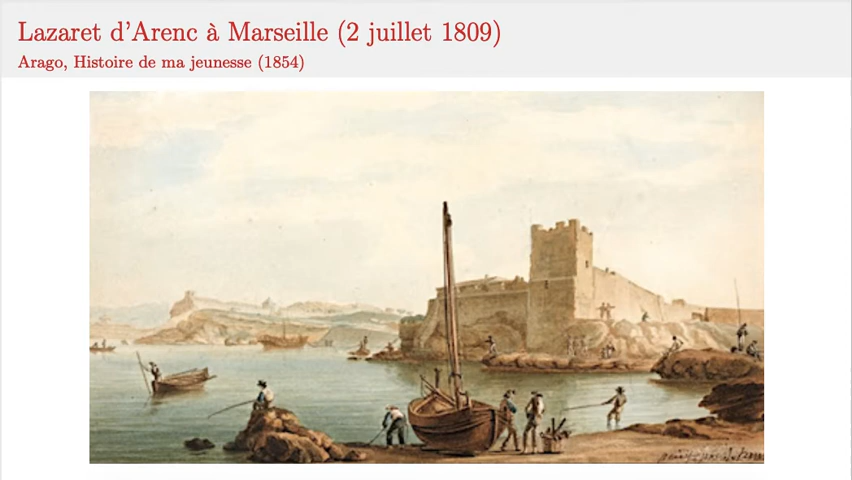 Lazaret d'Arenc à Marseille (2 juillet 1809)
Arago, Histoire de ma jeunesse (1854)